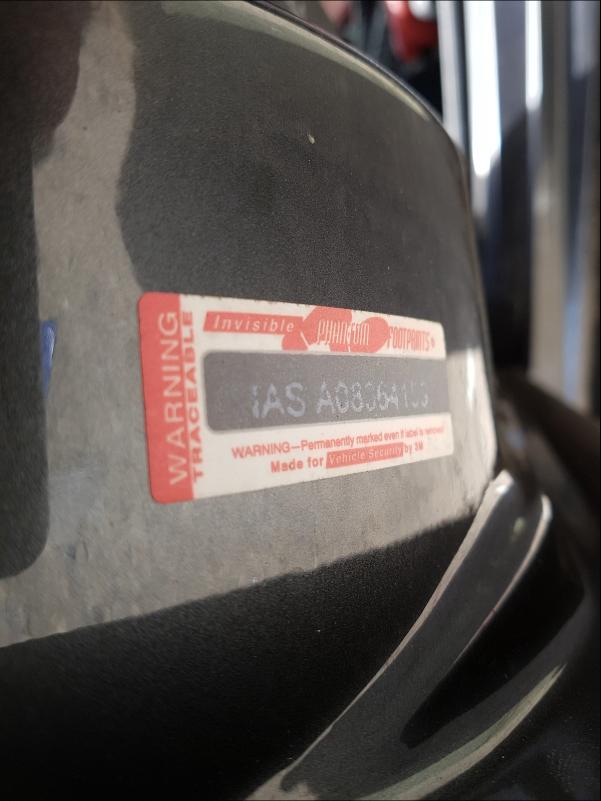 WARNING
TRACEABLE
Invisible PHANTOM FOOTPRINTS®
IAS
WARNING—Permanently marked even if label is removed
Made for Vehicle Security by 3M